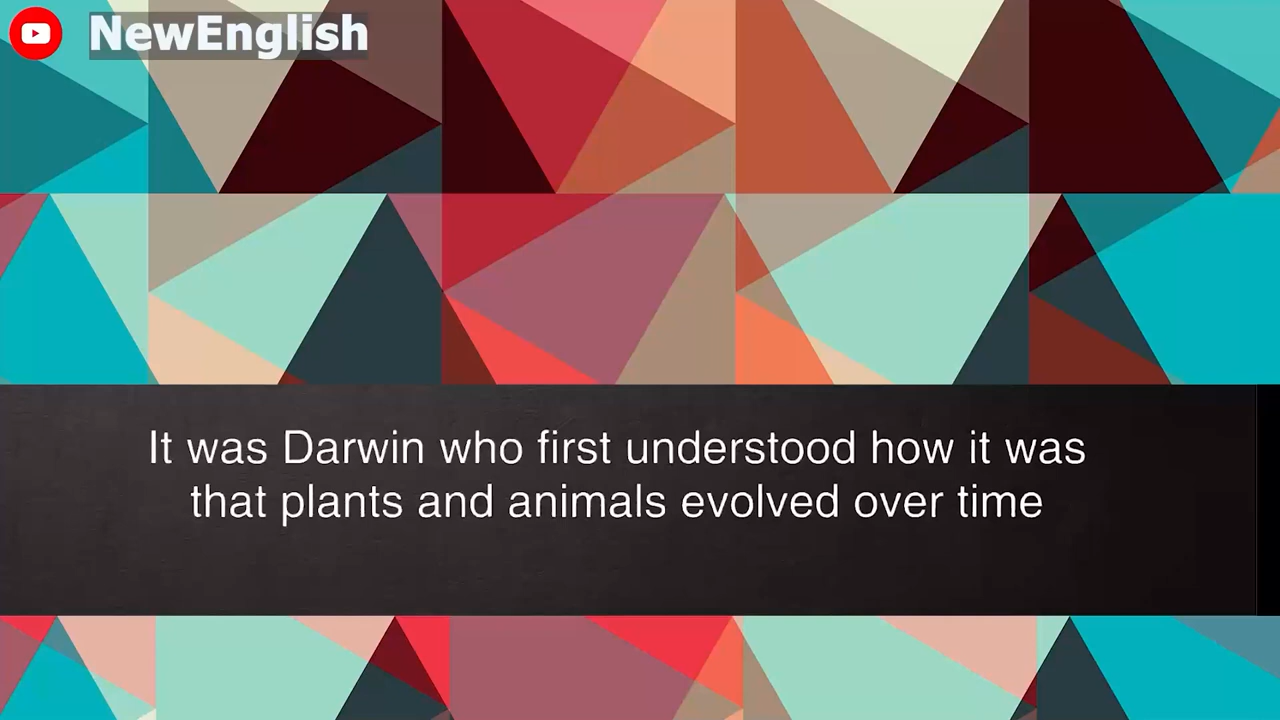 NewEnglish
It was Darwin who first understood how it was
that plants and animals evolved over time